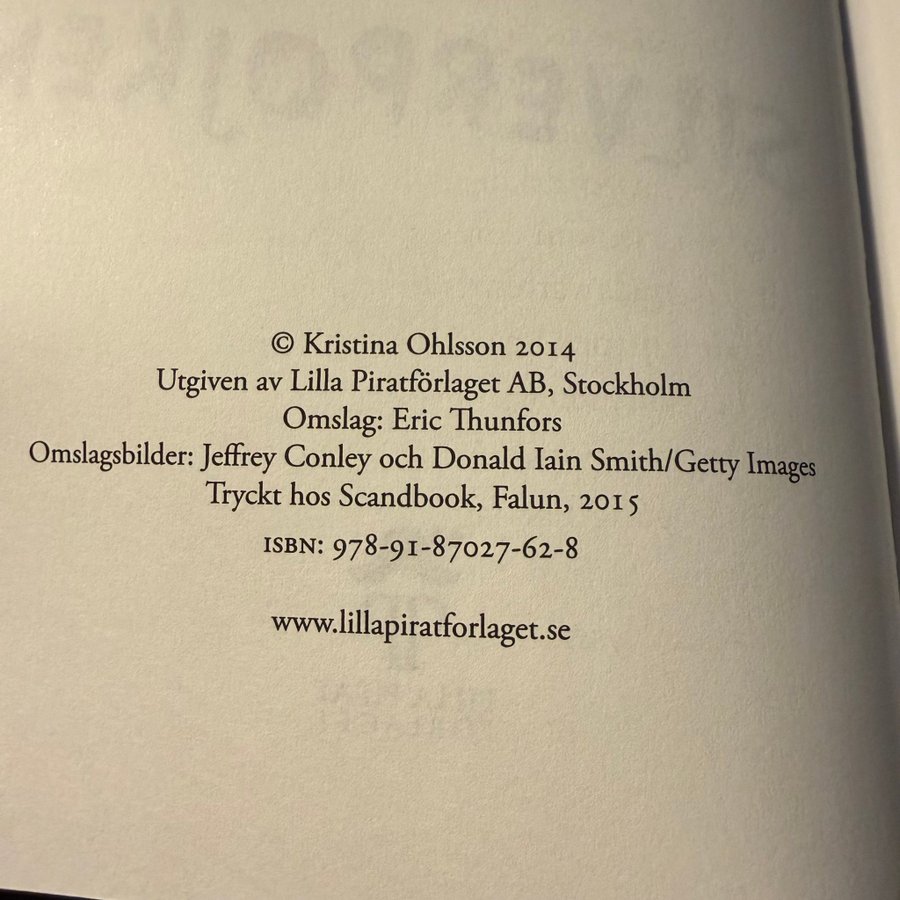 © Kristina Ohlsson 2014
Utgiven av Lilla Piratförlaget AB, Stockholm
Omslag: Eric Thunfors
Omslagsbilder: Jeffrey Conley och Donald Iain Smith/Getty Images
Tryckt hos Scandbook, Falun, 2015
ISBN: 978-91-87027-62-8
www.lillapiratforlaget.se